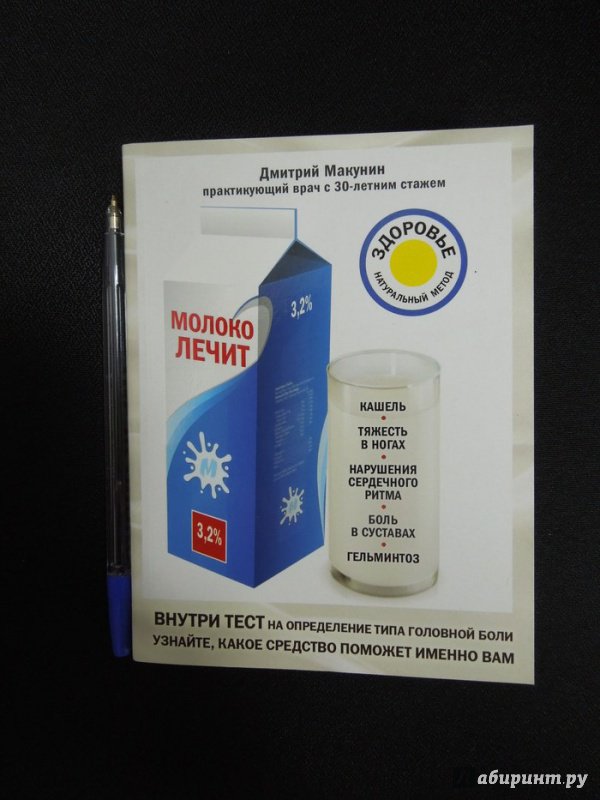 Дмитрий Макунин
практикующий врач с 30-летним стажем
ЗДОРОВЬЕ
НАТУРАЛЬНЫЙ МЕТОД
3,2%
МОЛОКО
ЛЕЧИТ
М
М
3,2%
КАШЕЛЬ
•
ТЯЖЕСТЬ
В НОГАХ
•
НАРУШЕНИЯ
СЕРДЕЧНОГО
РИТМА
•
БОЛЬ
В СУСТАВАХ
•
ГЕЛЬМИНТОЗ
ВНУТРИ ТЕСТ НА ОПРЕДЕЛЕНИЕ ТИПА ГОЛОВНОЙ БОЛИ
УЗНАЙТЕ, КАКОЕ СРЕДСТВО ПОМОЖЕТ ИМЕННО ВАМ
Лабиринт.ру